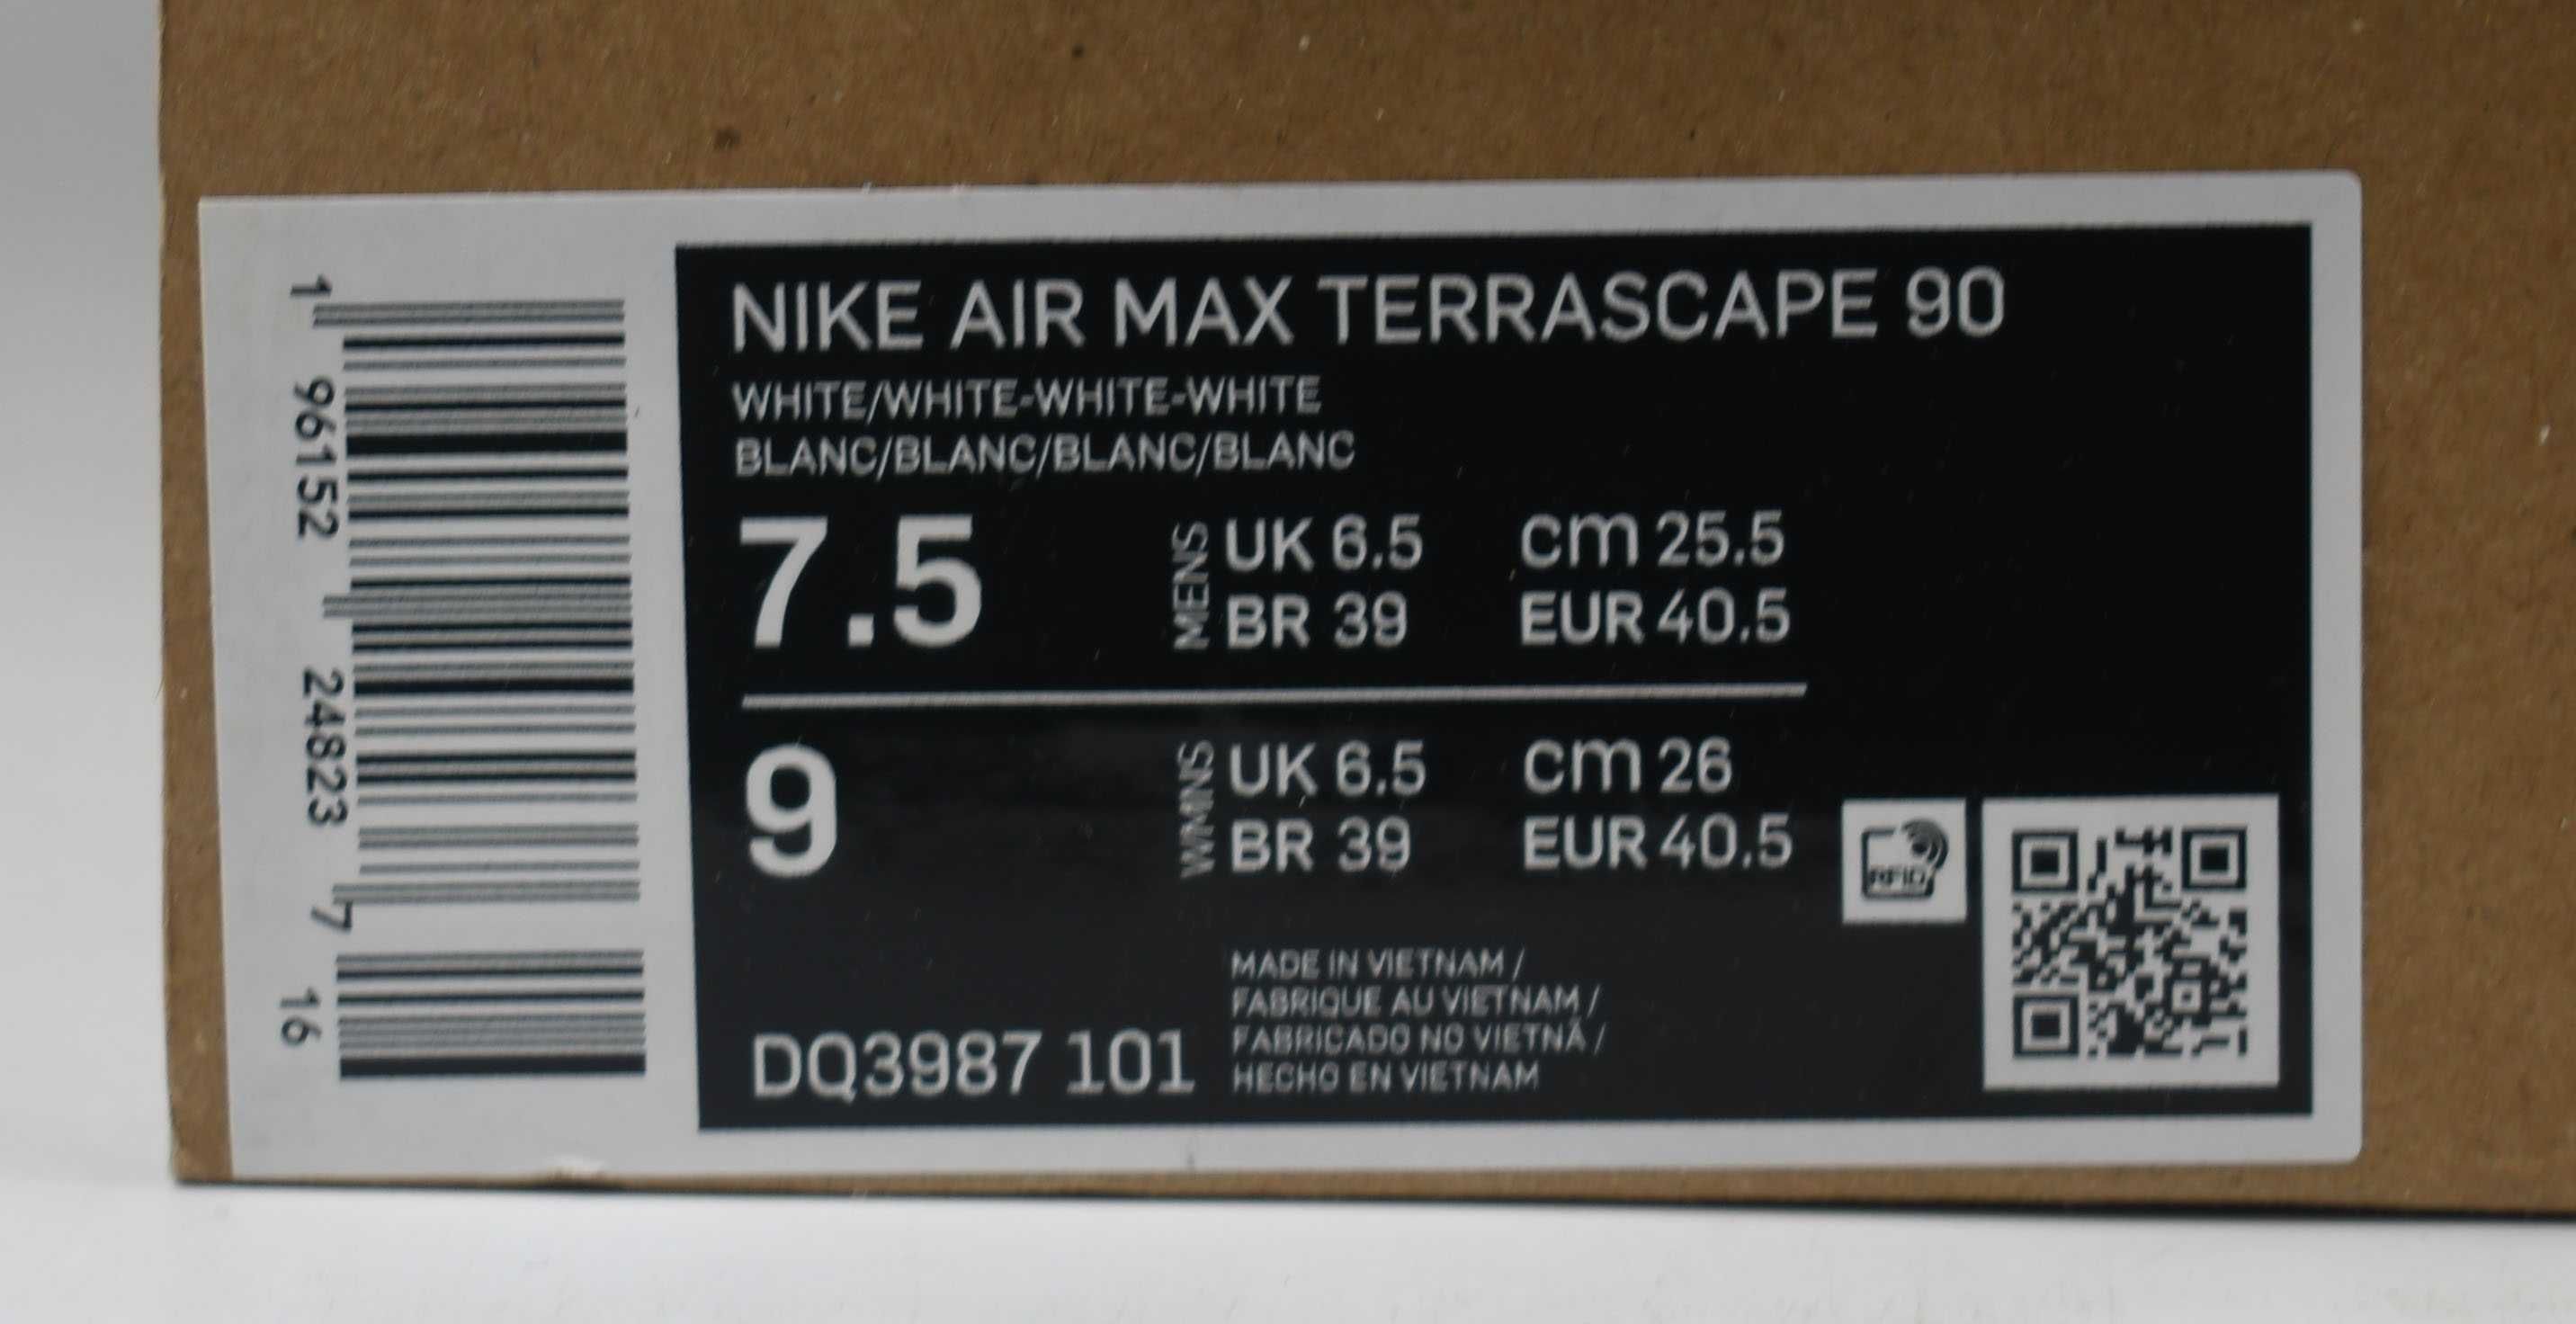 NIKE AIR MAX TERRASCAPE 90
WHITE/WHITE-WHITE-WHITE
BLANC/BLANC/BLANC/BLANC
7.5
MENS
UK 6.5 cm 25.5
BR 39 EUR 40.5
9
WMNS
UK 6.5 cm 26
BR 39 EUR 40.5
RFID
DQ3987 101
MADE IN VIETNAM /
FABRIQUE AU VIETNAM /
FABRICADO NO VIETNÃ /
HECHO EN VIETNAM
1 96152 24823 7 16